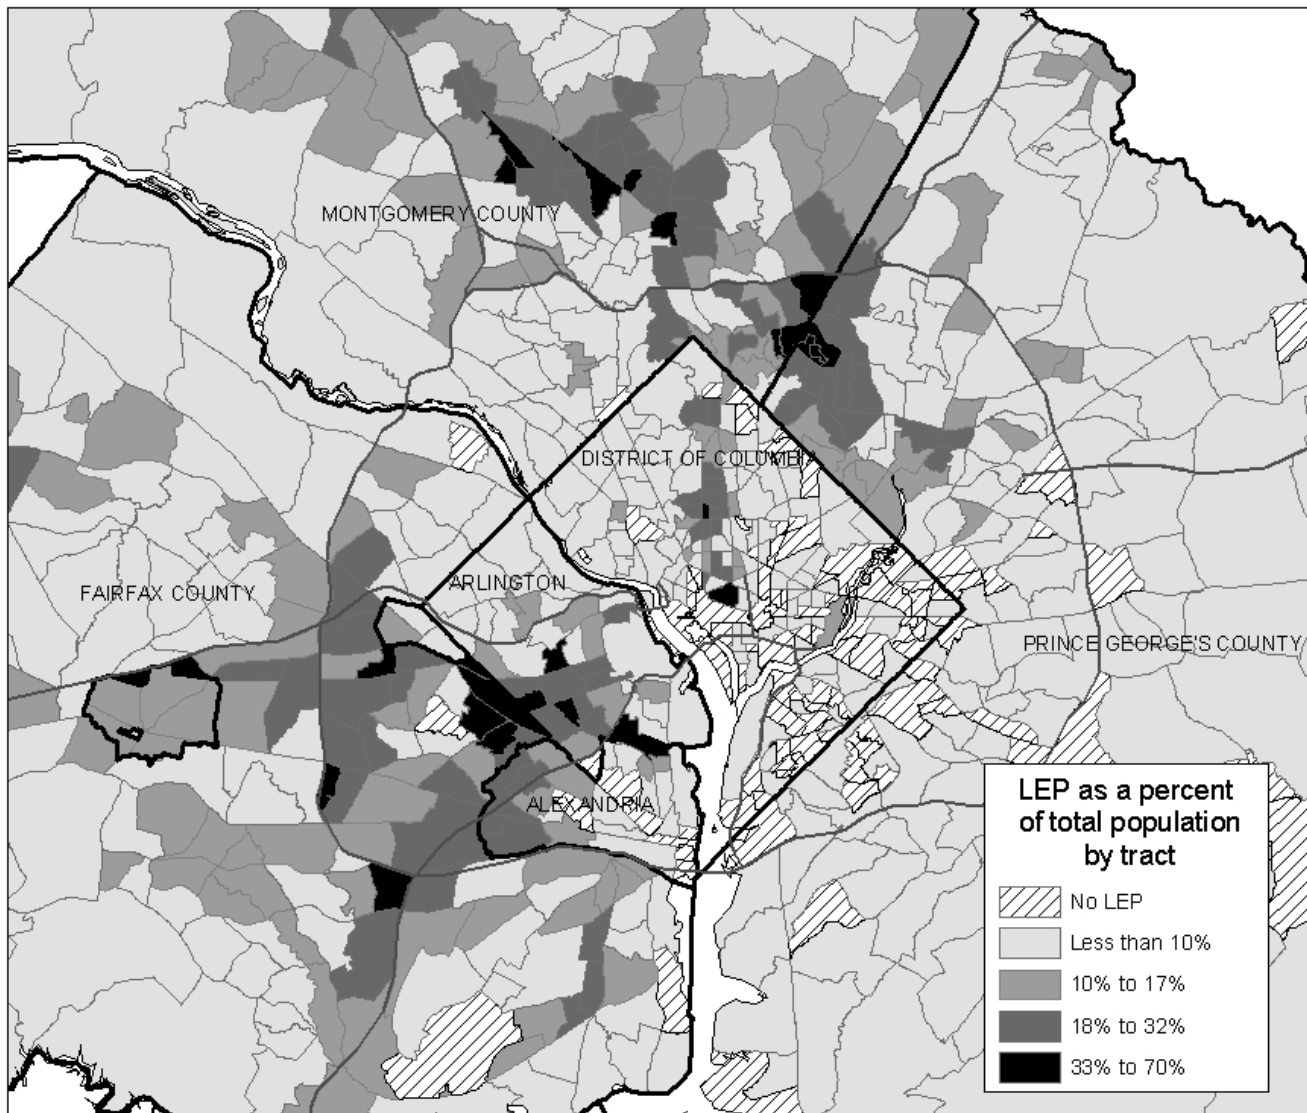 MONTGOMERY COUNTY
DISTRICT OF COLUMBIA
ARLINGTON
FAIRFAX COUNTY
PRINCE GEORGE'S COUNTY
ALEXANDRIA
LEP as a percent
of total population
by tract
No LEP
Less than 10%
10% to 17%
18% to 32%
33% to 70%